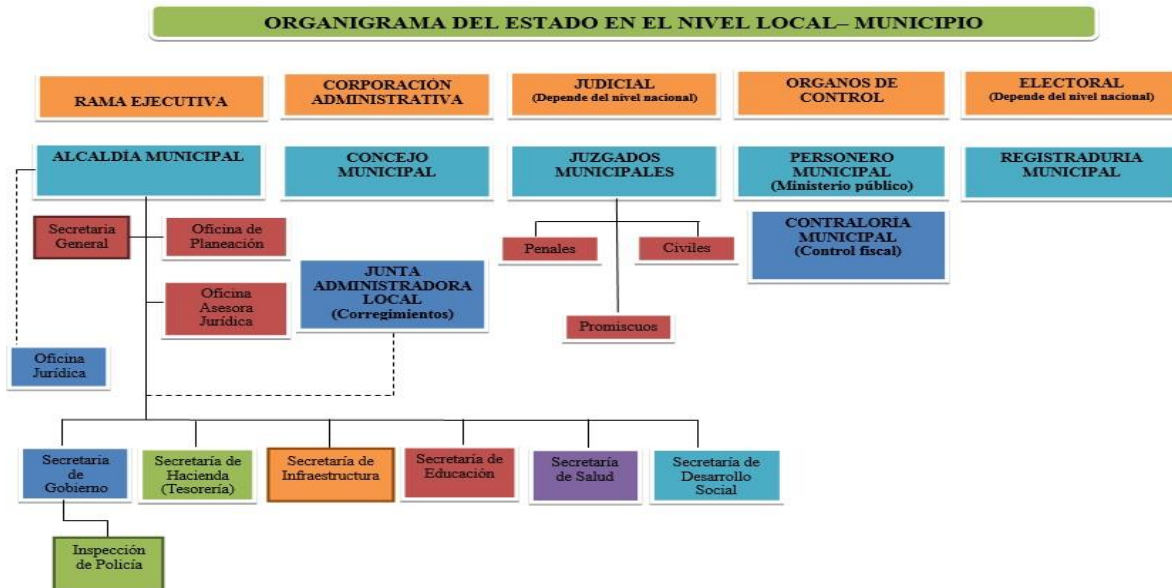 ORGANIGRAMA DEL ESTADO EN EL NIVEL LOCAL– MUNICIPIO
RAMA EJECUTIVA
CORPORACIÓN
ADMINISTRATIVA
JUDICIAL
(Depende del nivel nacional)
ORGANOS DE
CONTROL
ELECTORAL
(Depende del nivel nacional)
ALCALDÍA MUNICIPAL
CONCEJO
MUNICIPAL
JUZGADOS
MUNICIPALES
PERSONERO
MUNICIPAL
(Ministerio público)
REGISTRADURIA
MUNICIPAL
Secretaria
General
Oficina de
Planeación
Penales
Civiles
CONTRALORÍA
MUNICIPAL
(Control fiscal)
JUNTA
ADMINISTRADORA
LOCAL
(Corregimientos)
Oficina
Asesora
Jurídica
Promiscuos
Oficina
Jurídica
Secretaria
de
Gobierno
Secretaría de
Hacienda
(Tesorería)
Secretaría de
Infraestructura
Secretaría de
Educación
Secretaría
de Salud
Secretaría de
Desarrollo
Social
Inspección
de Policía